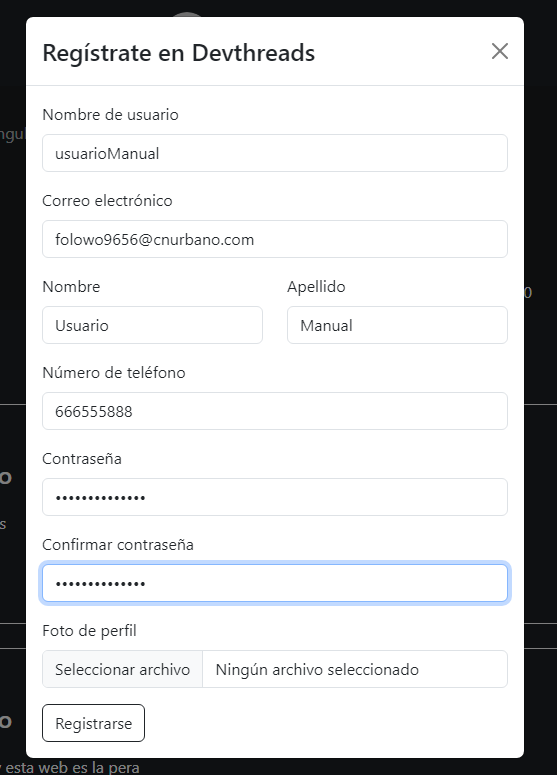 Regístrate en Devthreads
Nombre de usuario
usuarioManual
Correo electrónico
folowo9656@cnurbano.com
Nombre
Apellido
Usuario
Manual
Número de teléfono
666555888
Contraseña
••••••••••••••
Confirmar contraseña
••••••••••••••
Foto de perfil
Seleccionar archivo
Ningún archivo seleccionado
Registrarse
y esta web es la pera